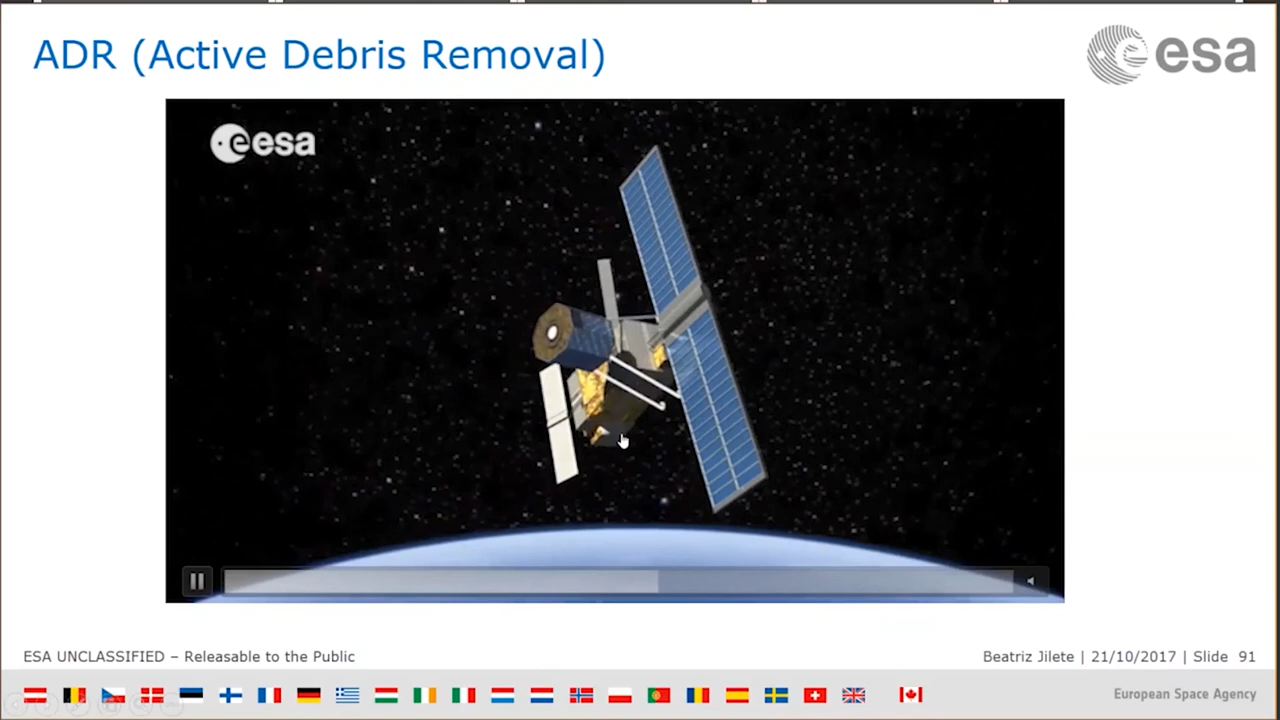 ADR (Active Debris Removal)
esa
esa
ESA UNCLASSIFIED – Releasable to the Public
Beatriz Jilete | 21/10/2017 | Slide 91
European Space Agency